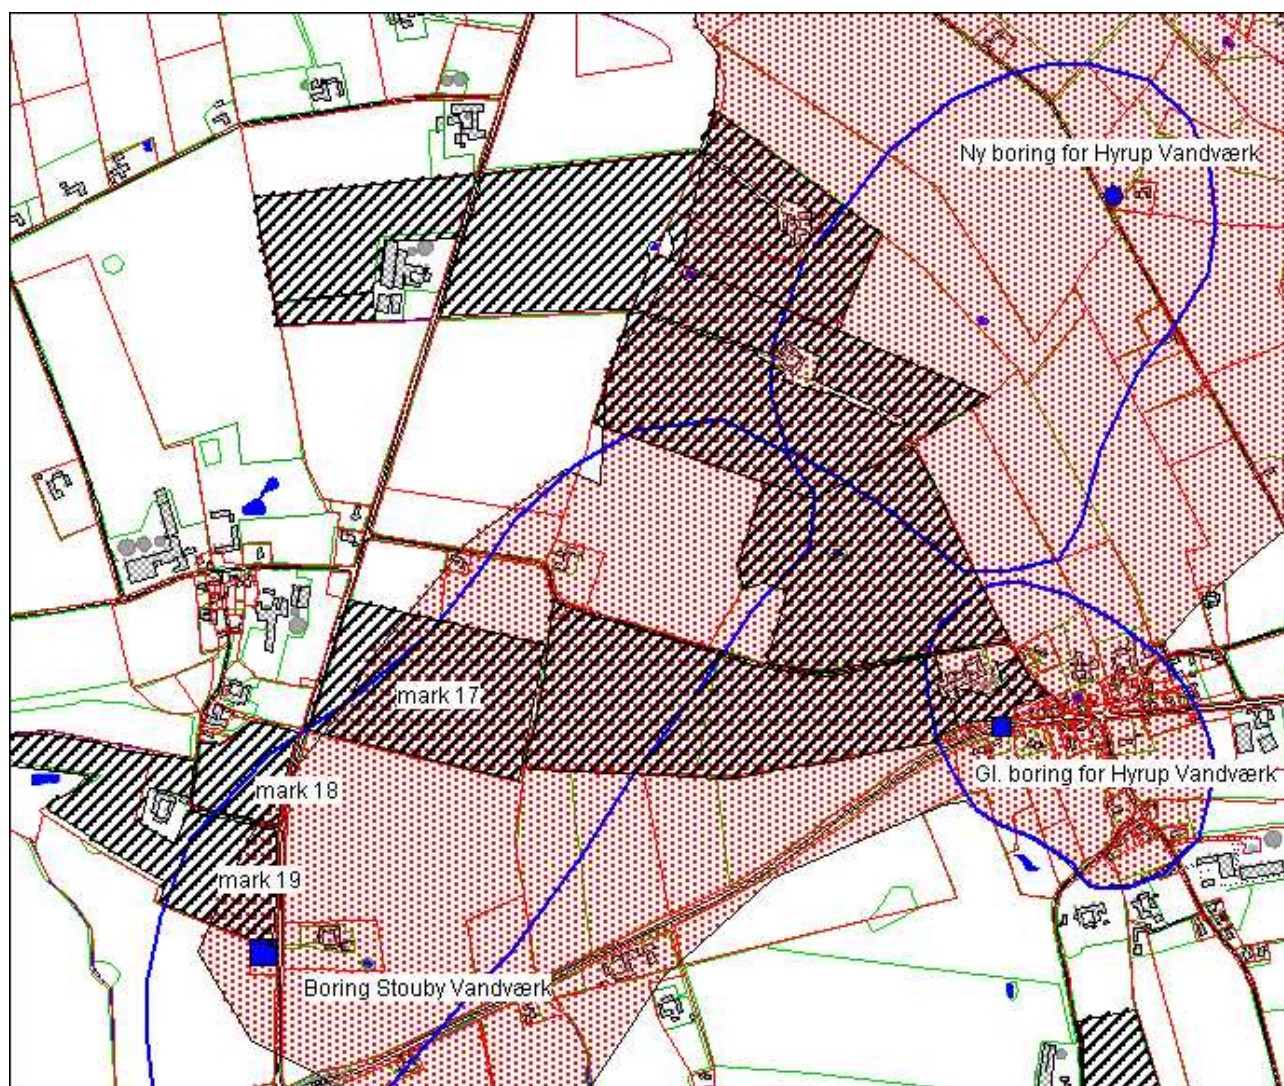 Ny boring for Hyrup Vandværk
mark 17
Gl. boring for Hyrup Vandværk
mark 18
mark 19
Boring Stouby Vandværk